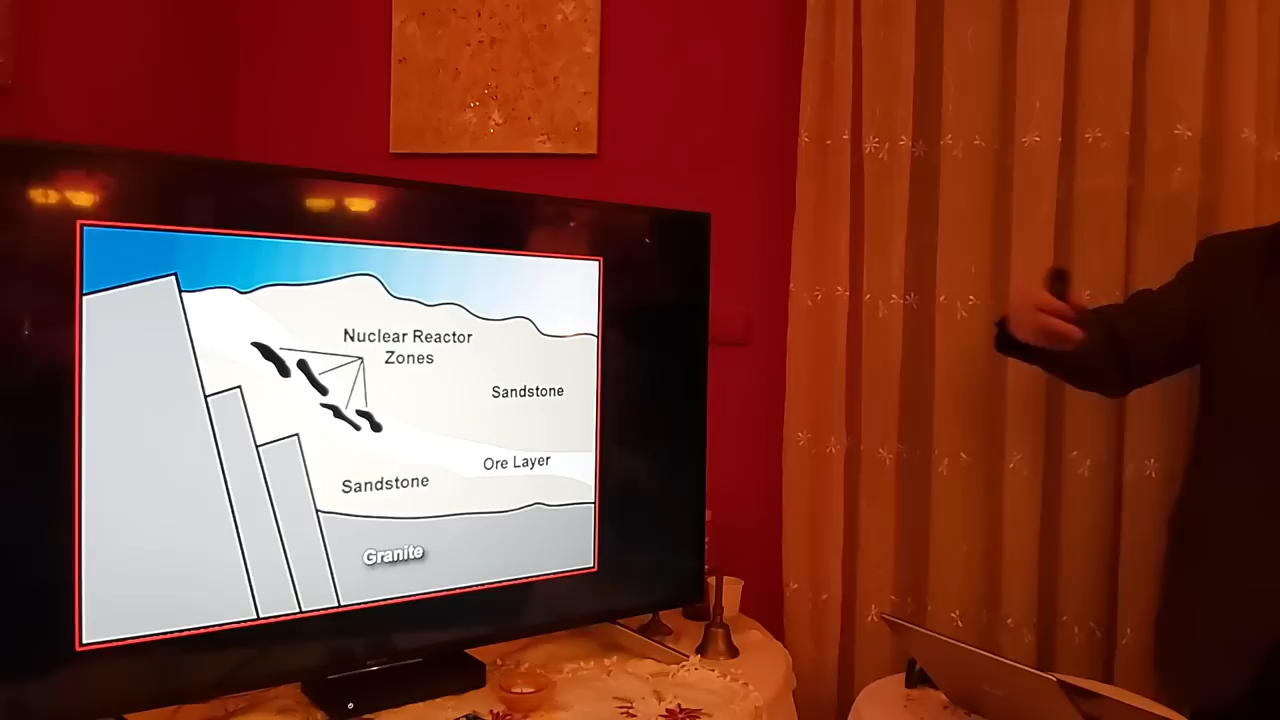 Nuclear Reactor
Zones
Sandstone
Ore Layer
Sandstone
Granite